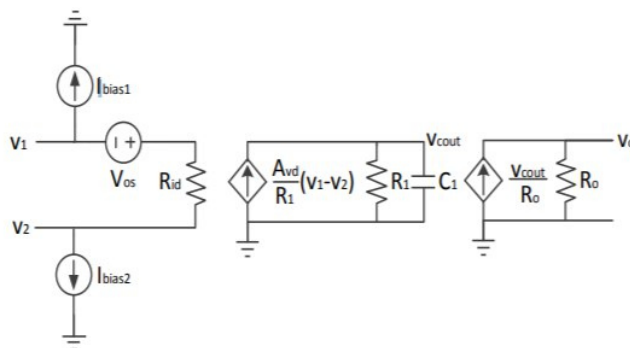 Ibias1
V1
I +
Vos
Rid
V2
Ibias2
Avd
R1
(v1-v2)
R1
C1
Vcout
Vcout
Ro
Ro